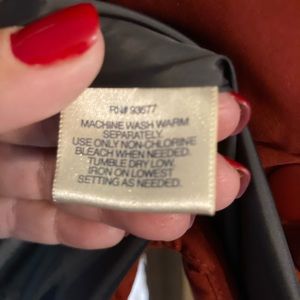 RN# 93677
MACHINE WASH WARM
SEPARATELY.
USE ONLY NON-CHLORINE
BLEACH WHEN NEEDED.
TUMBLE DRY LOW.
IRON ON LOWEST
SETTING AS NEEDED.